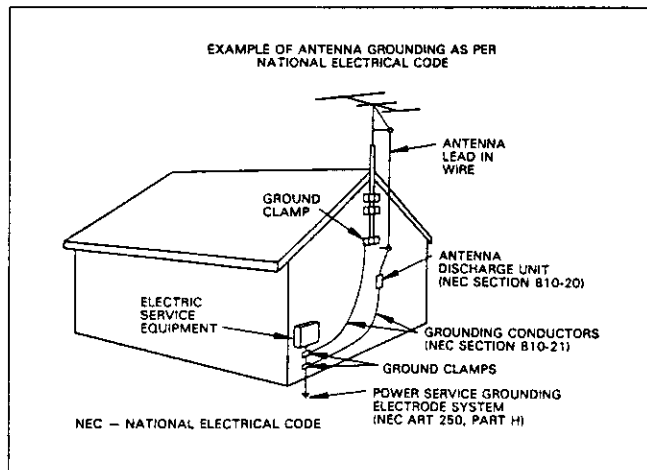 EXAMPLE OF ANTENNA GROUNDING AS PER
NATIONAL ELECTRICAL CODE
ANTENNA
LEAD IN
WIRE
GROUND
CLAMP
ANTENNA
DISCHARGE UNIT
(NEC SECTION 810-20)
ELECTRIC
SERVICE
EQUIPMENT
GROUNDING CONDUCTORS
(NEC SECTION 810-21)
GROUND CLAMPS
POWER SERVICE GROUNDING
ELECTRODE SYSTEM
(NEC ART 250, PART H)
NEC — NATIONAL ELECTRICAL CODE